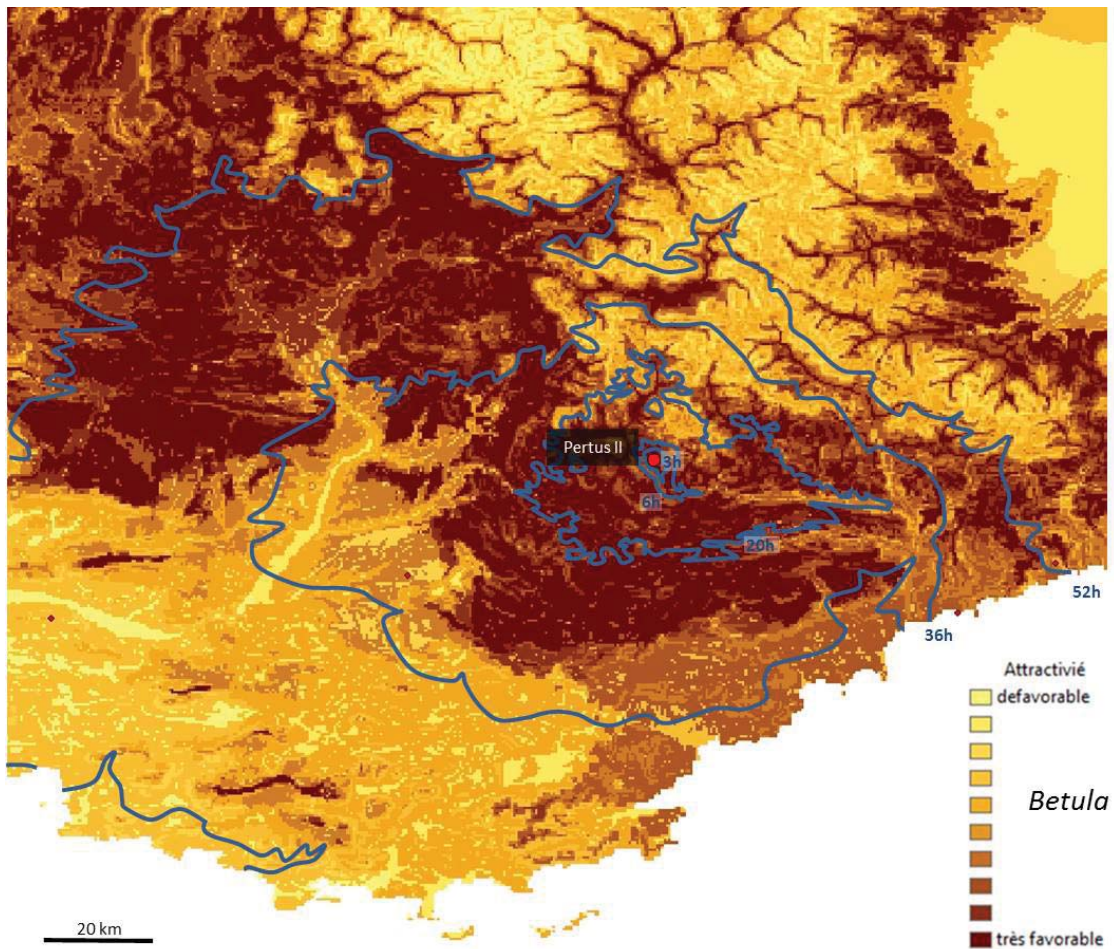 Pertus II
3h
6h
20h
52h
36h
Attractivié
defavorable
Betula
très favorable
20 km